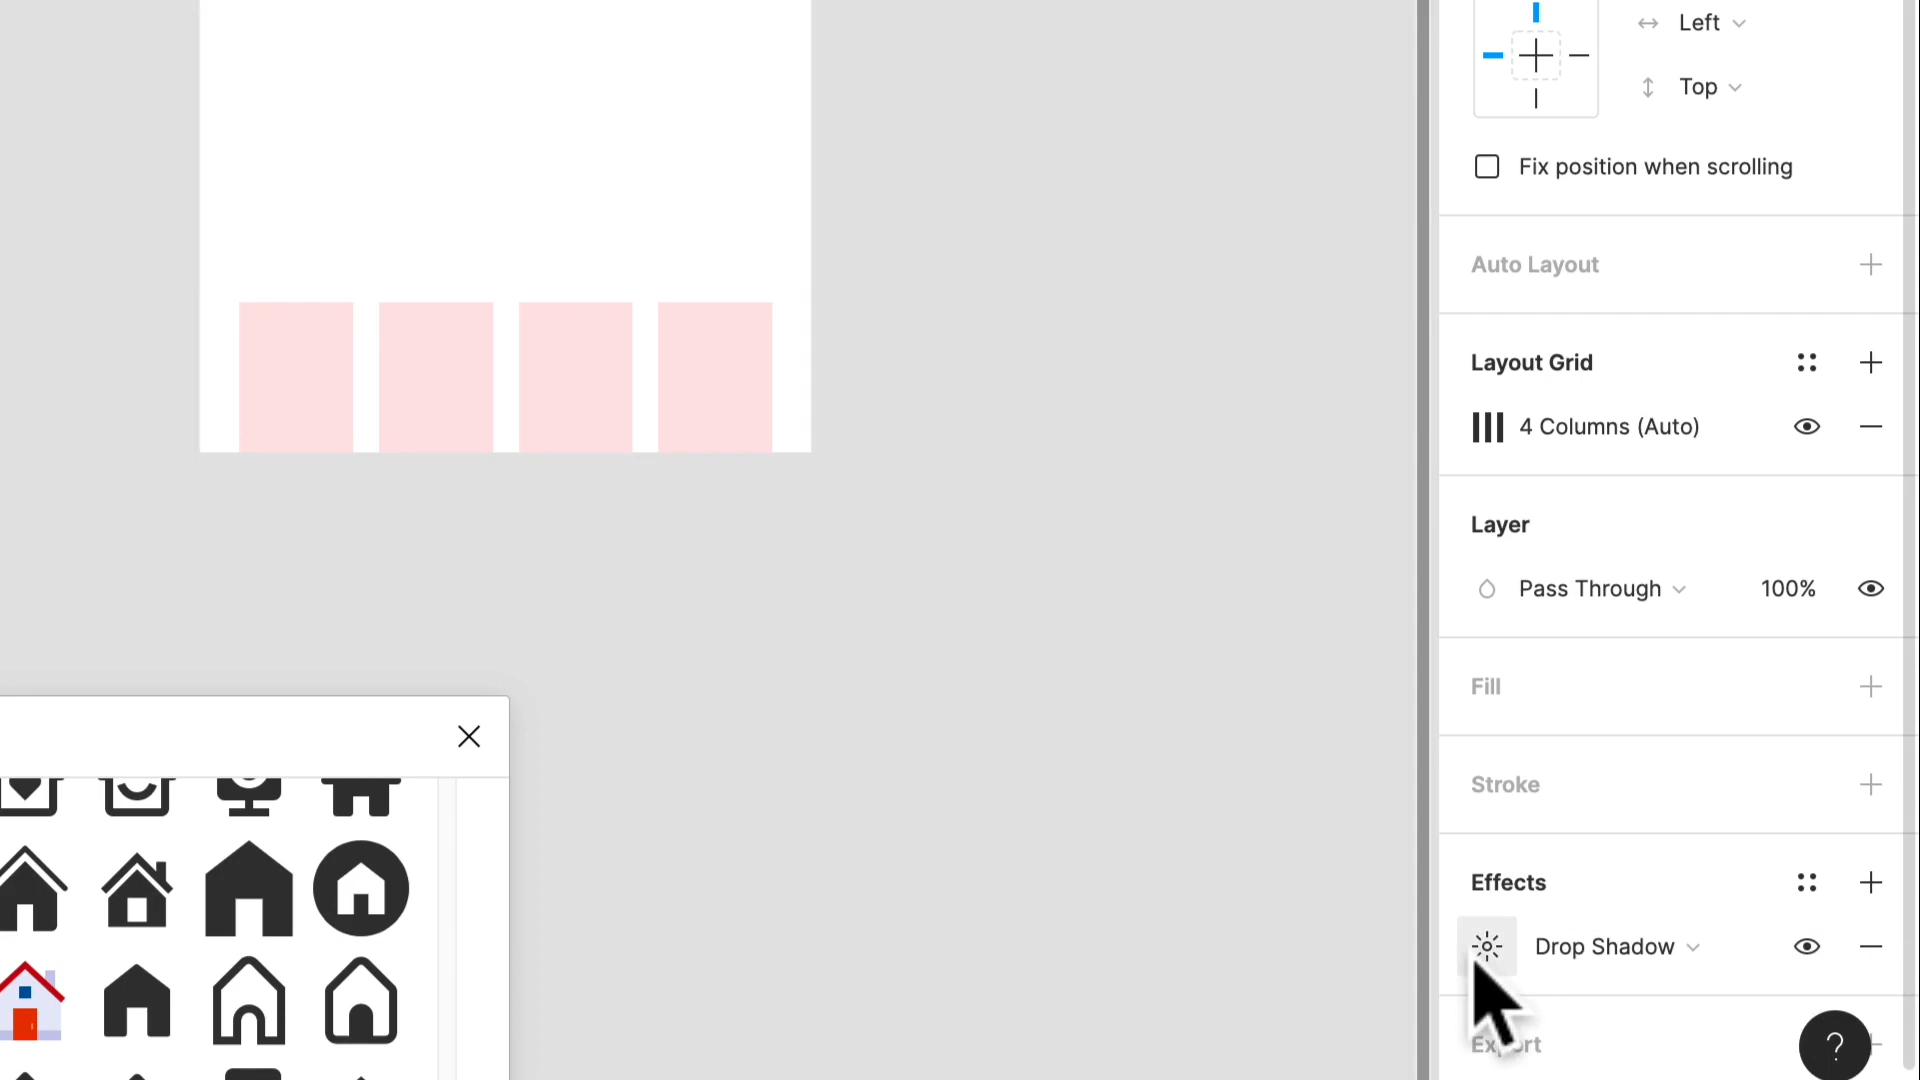 Left
Top
Fix position when scrolling
Auto Layout
Layout Grid
4 Columns (Auto)
Layer
Pass Through 100%
Fill
Stroke
Effects
Drop Shadow
Export
?